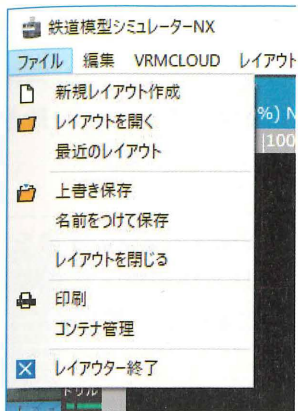 鉄道模型シミュレーターNX
ファイル 編集 VRMCLOUD レイアウト
新規レイアウト作成
レイアウトを開く
最近のレイアウト
上書き保存
名前をつけて保存
レイアウトを閉じる
印刷
コンテナ管理
レイアウター終了
%) N
|100
ドリル